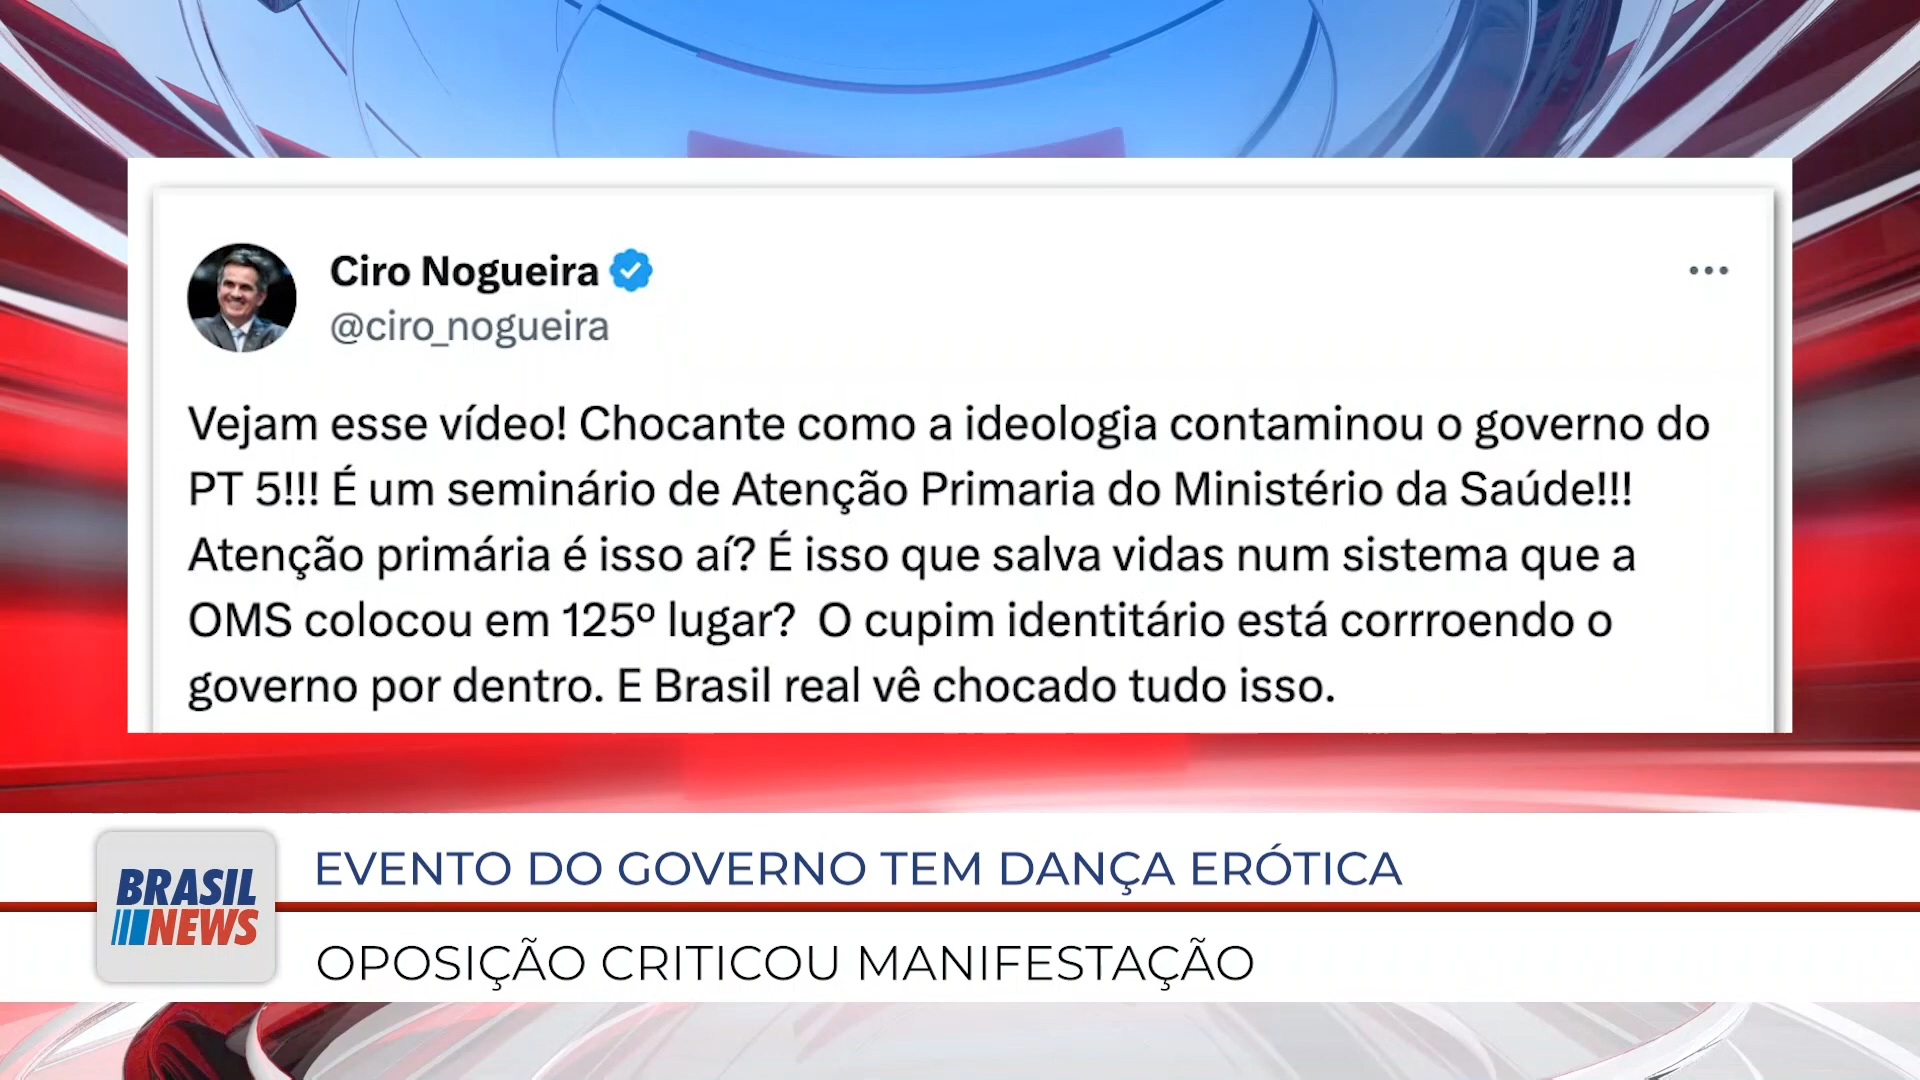 Ciro Nogueira
@ciro_nogueira
Vejam esse vídeo! Chocante como a ideologia contaminou o governo do
PT 5!!! É um seminário de Atenção Primaria do Ministério da Saúde!!!
Atenção primária é isso aí? É isso que salva vidas num sistema que a
OMS colocou em 125º lugar?  O cupim identitário está corrroendo o
governo por dentro. E Brasil real vê chocado tudo isso.
EVENTO DO GOVERNO TEM DANÇA ERÓTICA
BRASIL
NEWS
OPOSIÇÃO CRITICOU MANIFESTAÇÃO